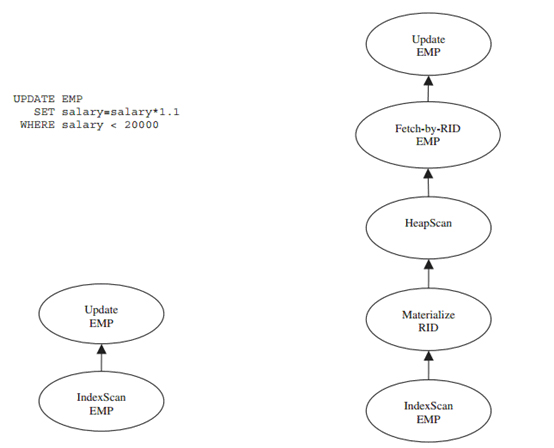 UPDATE EMP
SET salary=salary*1.1
WHERE salary < 20000
Update
EMP
IndexScan
EMP
Update
EMP
Fetch-by-RID
EMP
HeapScan
Materialize
RID
IndexScan
EMP